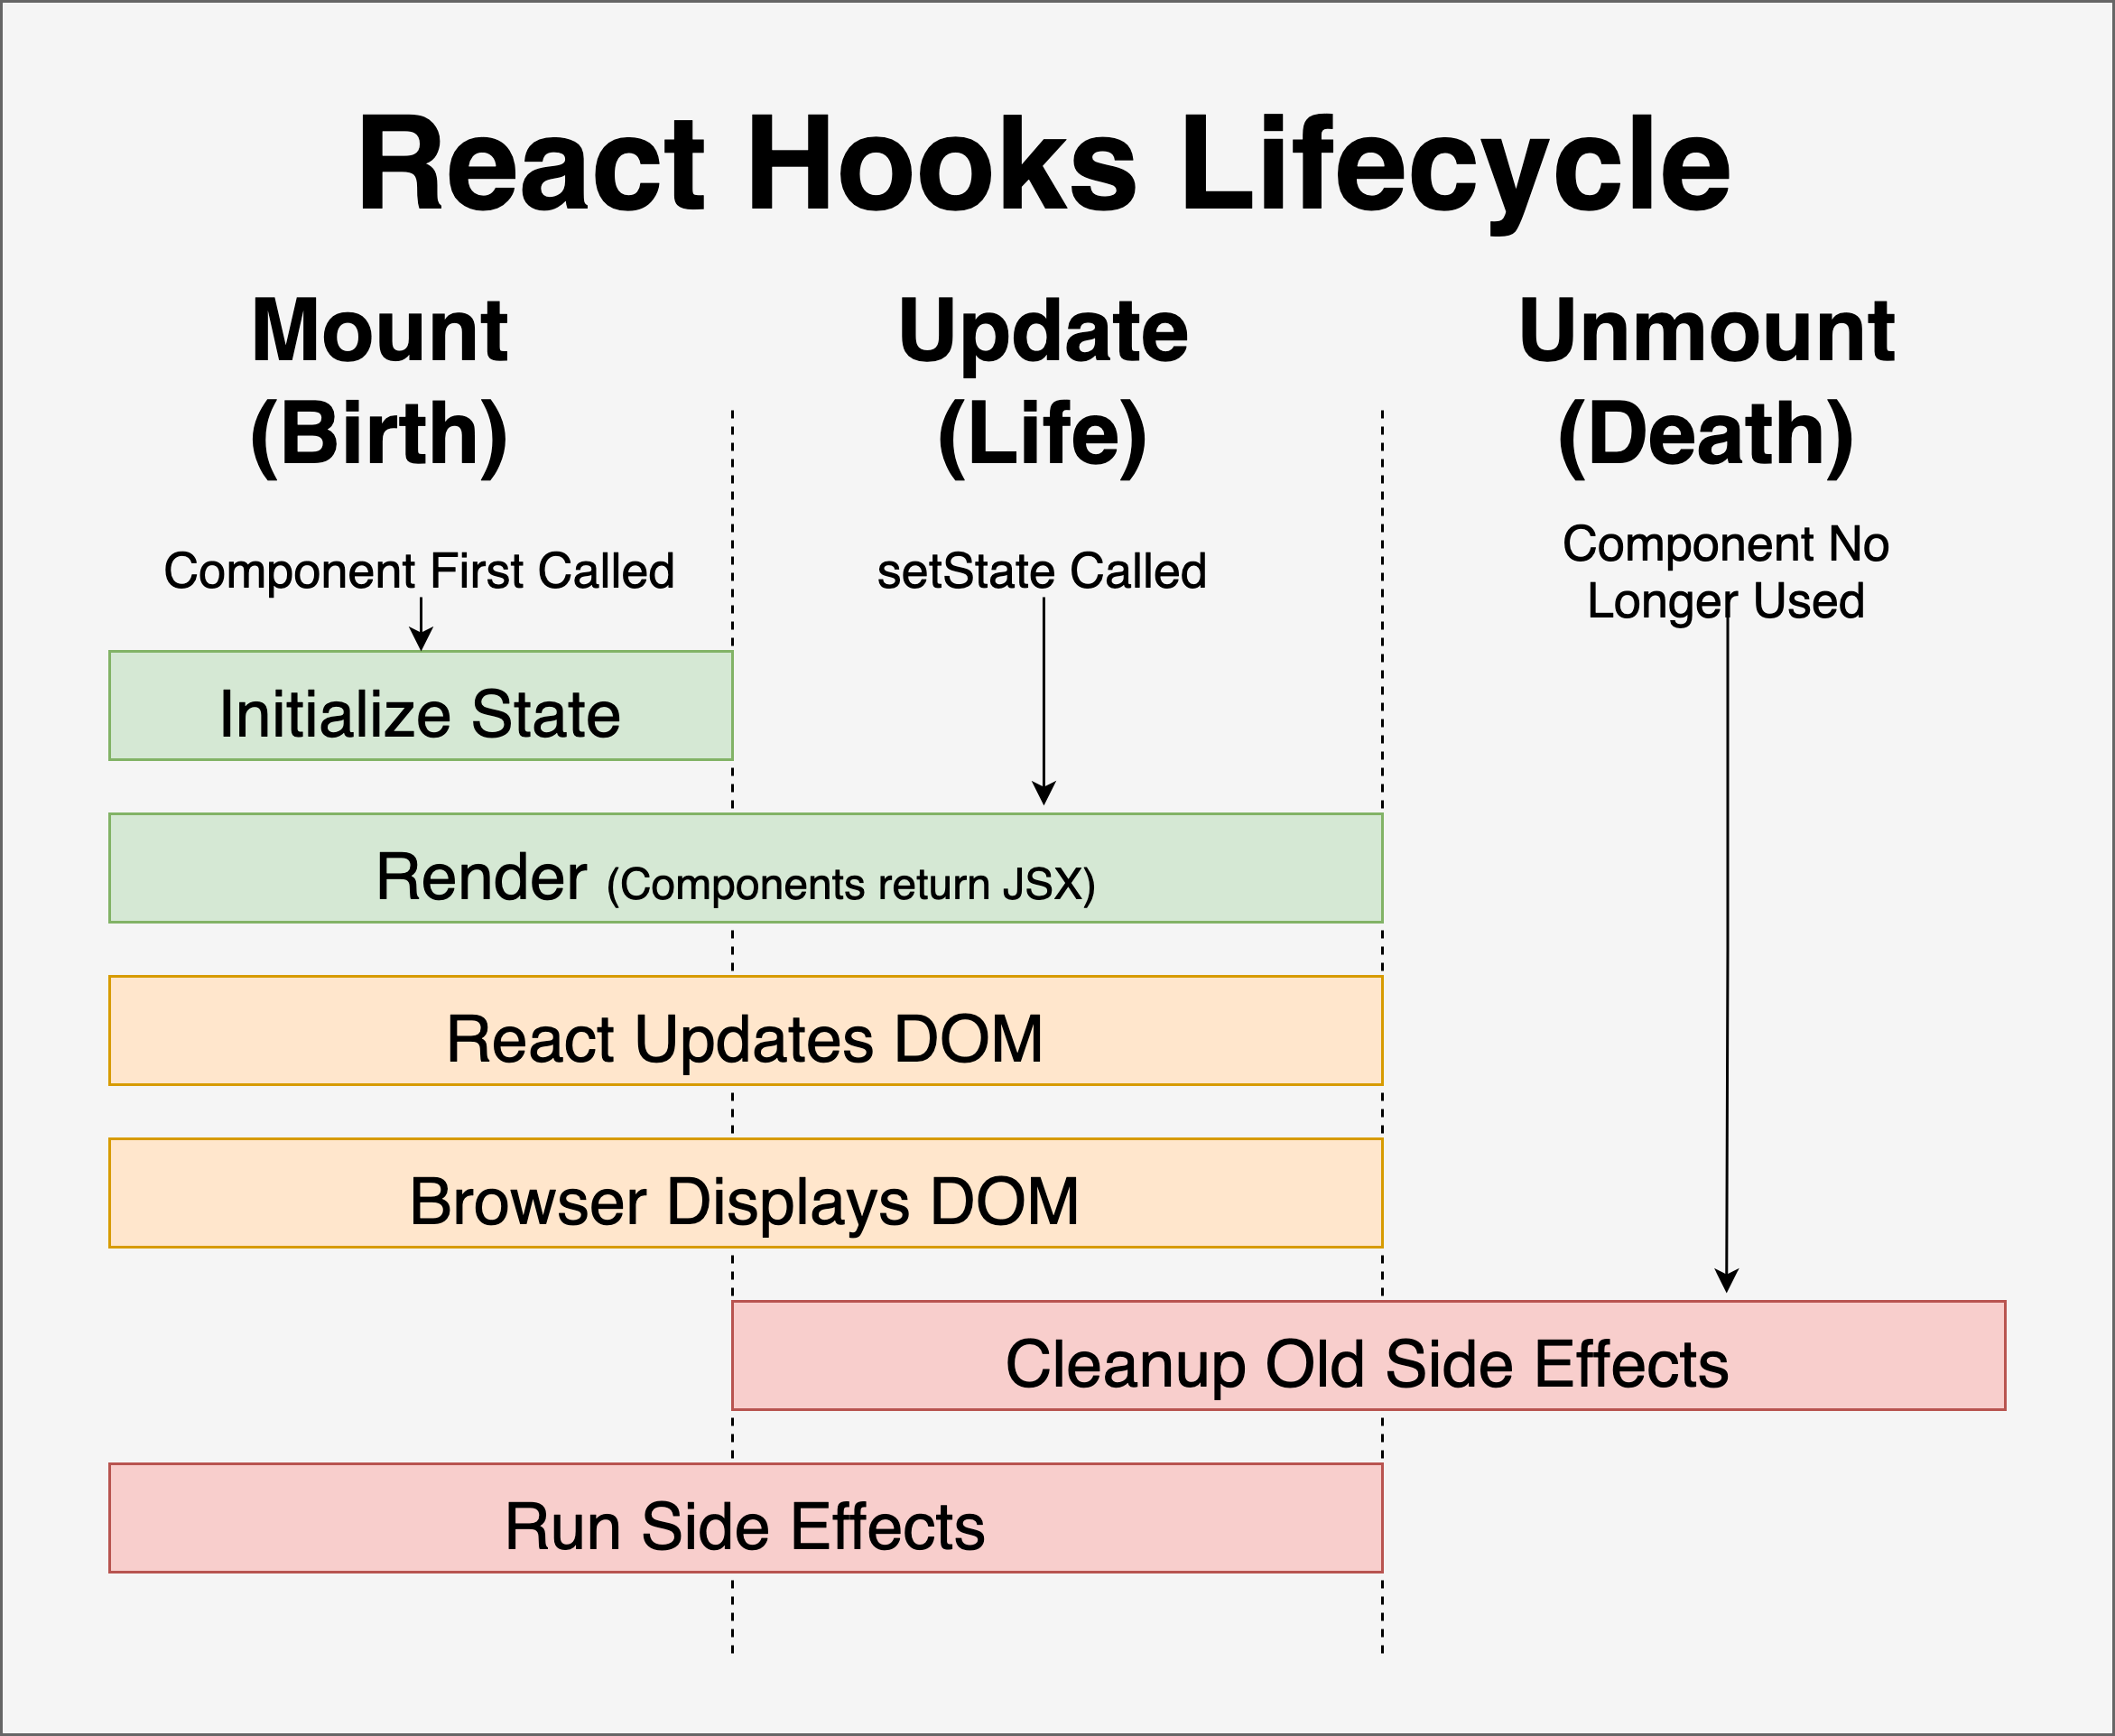 React Hooks Lifecycle
Mount
(Birth)
Update
(Life)
Unmount
(Death)
Component First Called
setState Called
Component No
Longer Used
Initialize State
Render (Components return JSX)
React Updates DOM
Browser Displays DOM
Cleanup Old Side Effects
Run Side Effects